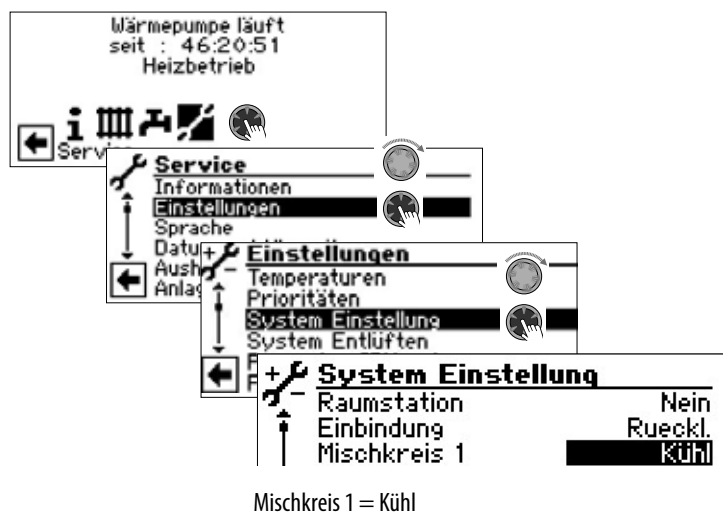 Wärmepumpe läuft
seit : 46:20:51
Heizbetrieb
Service
Informationen
Einstellungen
Sprache
Einstellungen
Temperaturen
Prioritäten
System Einstellung
System Entlüften
System Einstellung
Raumstation Nein
Einbindung Rueckl.
Mischkreis 1 Kühl
Mischkreis 1 = Kühl